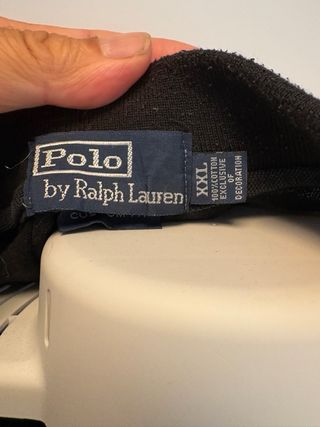 Polo
by Ralph Lauren
XXL
100%COTTON
EXCLUSIVE
OF
DECORATION